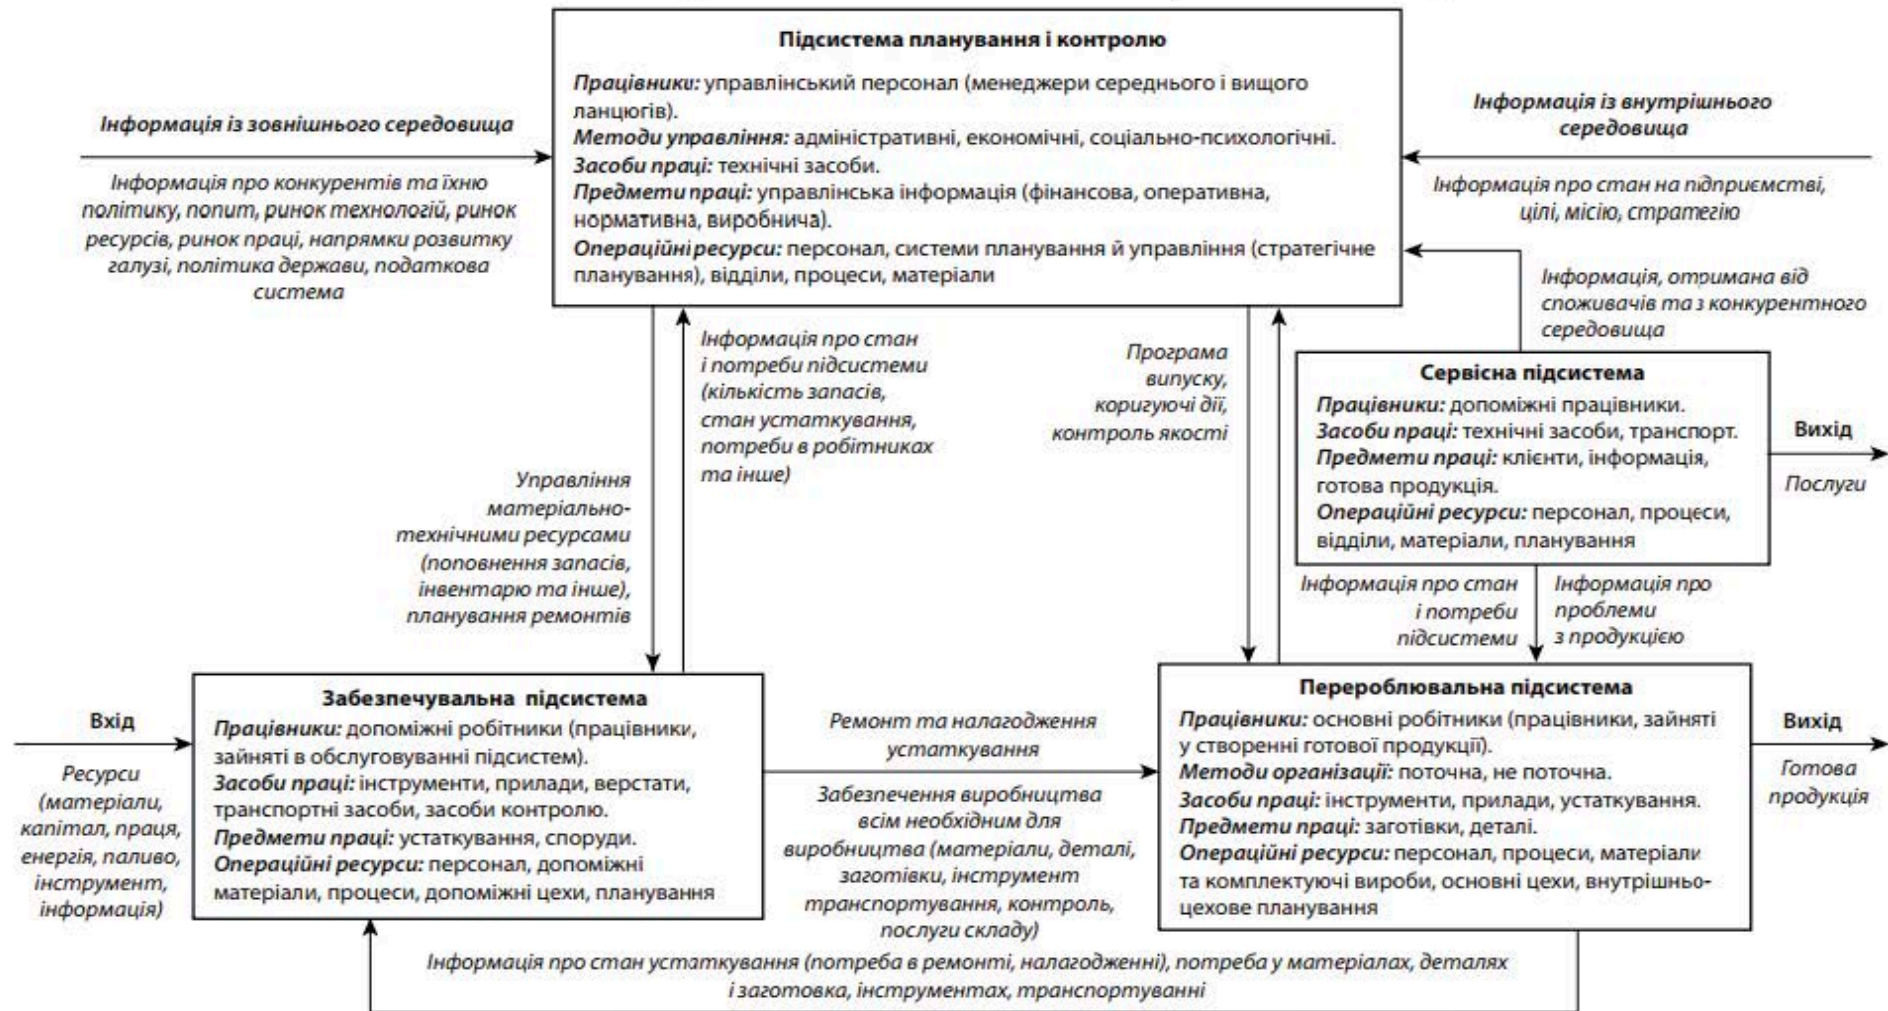 Підсистема планування і контролю
Працівники: управлінський персонал (менеджери середнього і вищого
ланцюгів).
Методи управління: адміністративні, економічні, соціально-психологічні.
Засоби праці: технічні засоби.
Предмети праці: управлінська інформація (фінансова, оперативна,
нормативна, виробнича).
Операційні ресурси: персонал, системи планування й управління (стратегічне
планування), відділи, процеси, матеріали
Інформація із зовнішнього середовища
Інформація про конкурентів та їхню
політику, попит, ринок технологій, ринок
ресурсів, ринок праці, напрямки розвитку
галузі, політика держави, податкова
система
Інформація із внутрішнього
середовища
Інформація про стан на підприємстві,
цілі, місію, стратегію
Інформація, отримана від
споживачів та з конкурентного
середовища
Інформація про стан
і потреби підсистеми
(кількість запасів,
стан устаткування,
потреби в робітниках
та інше)
Програма
випуску,
коригуючі дії,
контроль якості
Сервісна підсистема
Працівники: допоміжні працівники.
Засоби праці: технічні засоби, транспорт.
Предмети праці: клієнти, інформація,
готова продукція.
Операційні ресурси: персонал, процеси,
відділи, матеріали, планування
Вихід
Послуги
Управління
матеріально-
технічними ресурсами
(поповнення запасів,
інвентарю та інше),
планування ремонтів
Інформація про стан
і потреби
підсистеми
Інформація про
проблеми
з продукцією
Вхід
Ресурси
(матеріали,
капітал, праця,
енергія, паливо,
інструмент,
інформація)
Забезпечувальна підсистема
Працівники: допоміжні робітники (працівники,
зайняті в обслуговуванні підсистем).
Засоби праці: інструменти, прилади, верстати,
транспортні засоби, засоби контролю.
Предмети праці: устаткування, споруди.
Операційні ресурси: персонал, допоміжні
матеріали, процеси, допоміжні цехи, планування
Ремонт та налагодження
устаткування
Забезпечення виробництва
всім необхідним для
виробництва (матеріали, деталі,
заготівки, інструмент
транспортування, контроль,
послуги складу)
Перероблювальна підсистема
Працівники: основні робітники (працівники, зайняті
у створенні готової продукції).
Методи організації: поточна, не поточна.
Засоби праці: інструменти, прилади, устаткування.
Предмети праці: заготівки, деталі.
Операційні ресурси: персонал, процеси, матеріали
та комплектуючі вироби, основні цехи, внутрішньо-
цехове планування
Вихід
Готова
продукція
Інформація про стан устаткування (потреба в ремонті, налагодженні), потреба у матеріалах, деталях
і заготовка, інструментах, транспортуванні